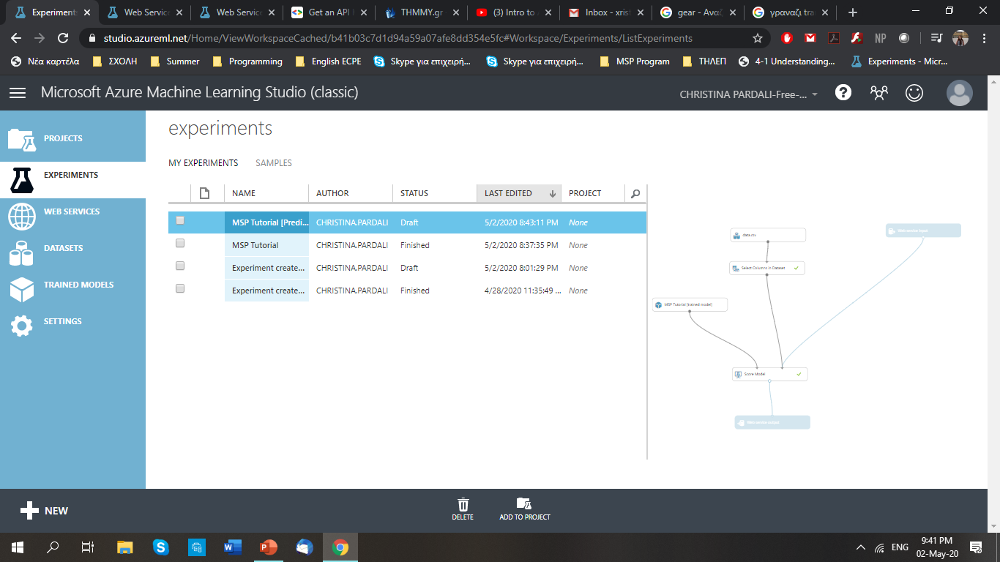 Experiment
Web Service
Web Service
Get an API
THMMY.gr
(3) Intro to
Inbox - xris
gear - Ανα
γραναζι tra
studio.azureml.net/Home/ViewWorkspaceCached/b41b03c7d1d94a59a07afe8dd354e5fc#Workspace/Experiments/ListExperiments
NP
Νέα καρτέλα ΣΧΟΛΗ Summer Programming English ECPE Skype για επιχειρή... Skype για επιχειρή... MSP Program ΤΗΛΕΠ 4-1 Understanding... Experiments - Micr...
Microsoft Azure Machine Learning Studio (classic)
CHRISTINA PARDALI-Free-...
PROJECTS
EXPERIMENTS
WEB SERVICES
DATASETS
TRAINED MODELS
SETTINGS
experiments
MY EXPERIMENTS SAMPLES
NAME AUTHOR STATUS LAST EDITED PROJECT
MSP Tutorial [Predi... CHRISTINA.PARDALI Draft 5/2/2020 8:43:11 PM None
MSP Tutorial CHRISTINA.PARDALI Finished 5/2/2020 8:37:35 PM None
Experiment create... CHRISTINA.PARDALI Draft 5/2/2020 8:01:29 PM None
Experiment create... CHRISTINA.PARDALI Finished 4/28/2020 11:35:49 ... None
data.csv
Web service input
Select Columns in Dataset
MSP Tutorial [trained model]
Score Model
Web service output
NEW
DELETE
ADD TO PROJECT
ENG
9:41 PM
02-May-20